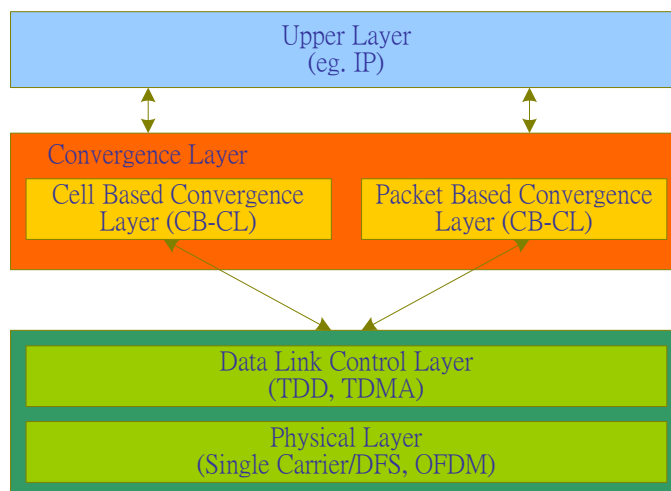 Upper Layer
(eg. IP)
Convergence Layer
Cell Based Convergence
Layer (CB-CL)
Packet Based Convergence
Layer (CB-CL)
Data Link Control Layer
(TDD, TDMA)
Physical Layer
(Single Carrier/DFS, OFDM)